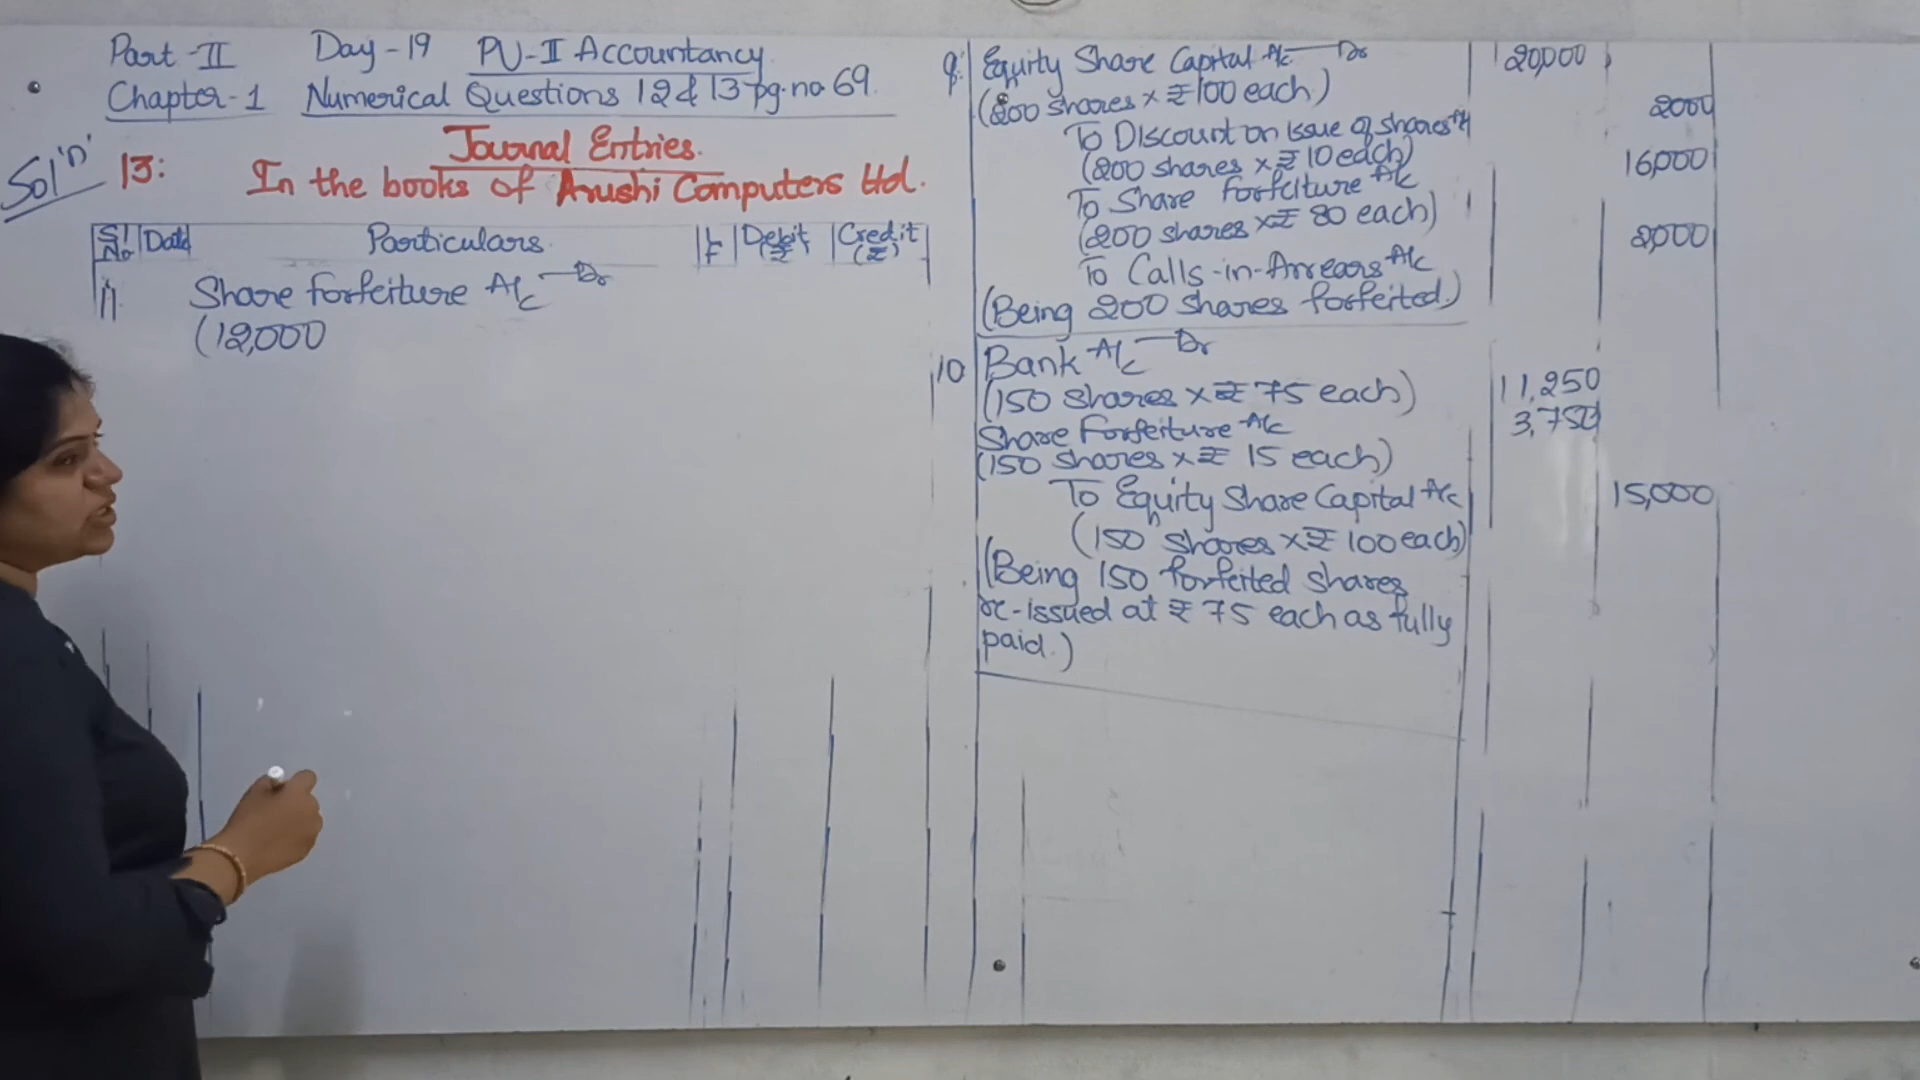 Part-II Day-19 PU-II Accountancy
Chapter-1 Numerical Questions 12 & 13 pg.no 69.
Journal Entries.
Sol'n' 13: In the books of Arushi Computers Ltd.
Sl No Date Particulars L F Debit (₹) Credit (₹)
11. Share forfeiture A/c Dr
(12,000
9. Equity Share Capital A/c Dr 20,000
(200 shares x ₹100 each)
To Discount on issue of shares A/c 2000
(200 shares x ₹10 each)
To Share forfeiture A/c 16,000
(200 shares x ₹ 80 each)
To Calls-in-Arrears A/c 2,000
(Being 200 shares forfeited.)
10 Bank A/c Dr
(150 shares x ₹ 75 each) 11,250
Share Forfeiture A/c 3,750
(150 shares x ₹ 15 each)
To Equity Share Capital A/c 15,000
(150 shares x ₹ 100 each)
(Being 150 forfeited shares
re-issued at ₹ 75 each as fully
paid.)